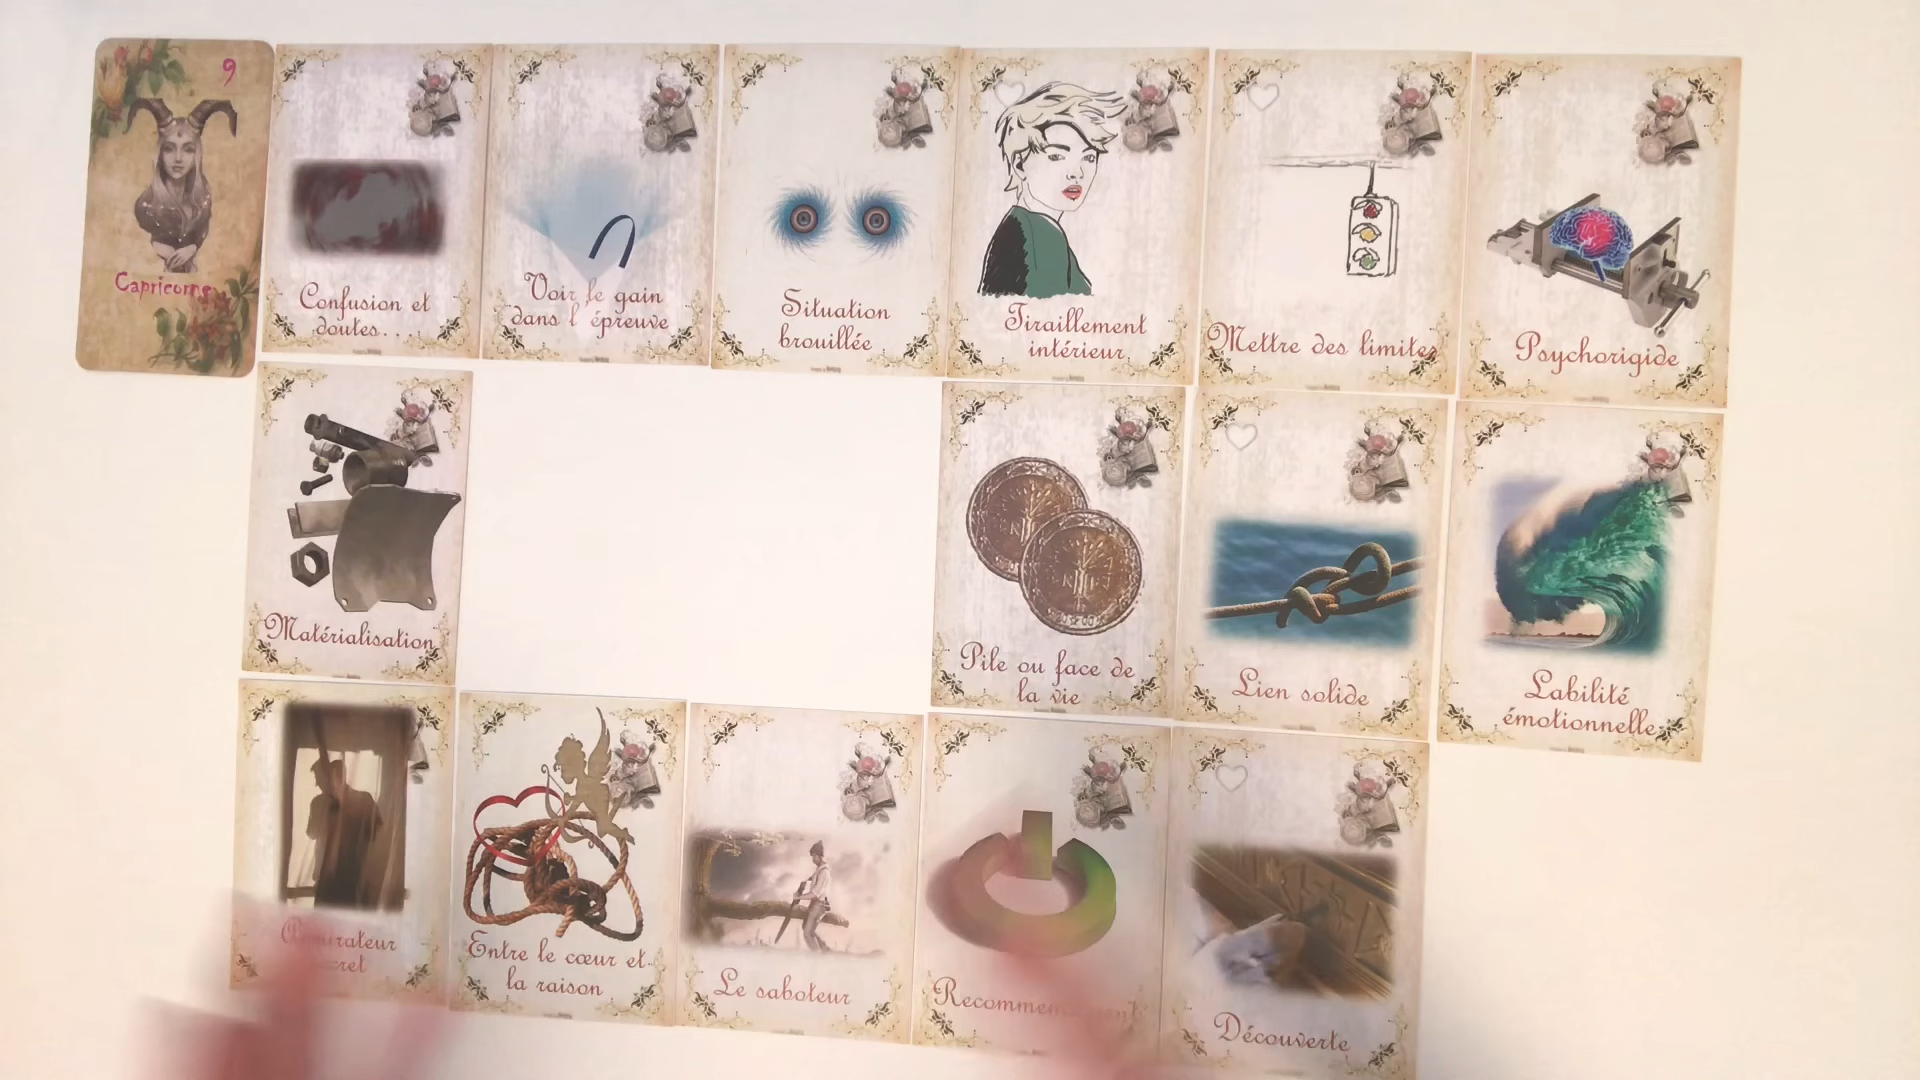 9
Capricorne
Confusion et
doutes...
Voir le gain
dans l'épreuve
Situation
brouillée
Tiraillement
intérieur
Mettre des limites
Psychorigide
Matérialisation
Pile ou face de
la vie
Lien solide
Labilité
émotionnelle
Entre le cœur et
la raison
Le saboteur
Découverte